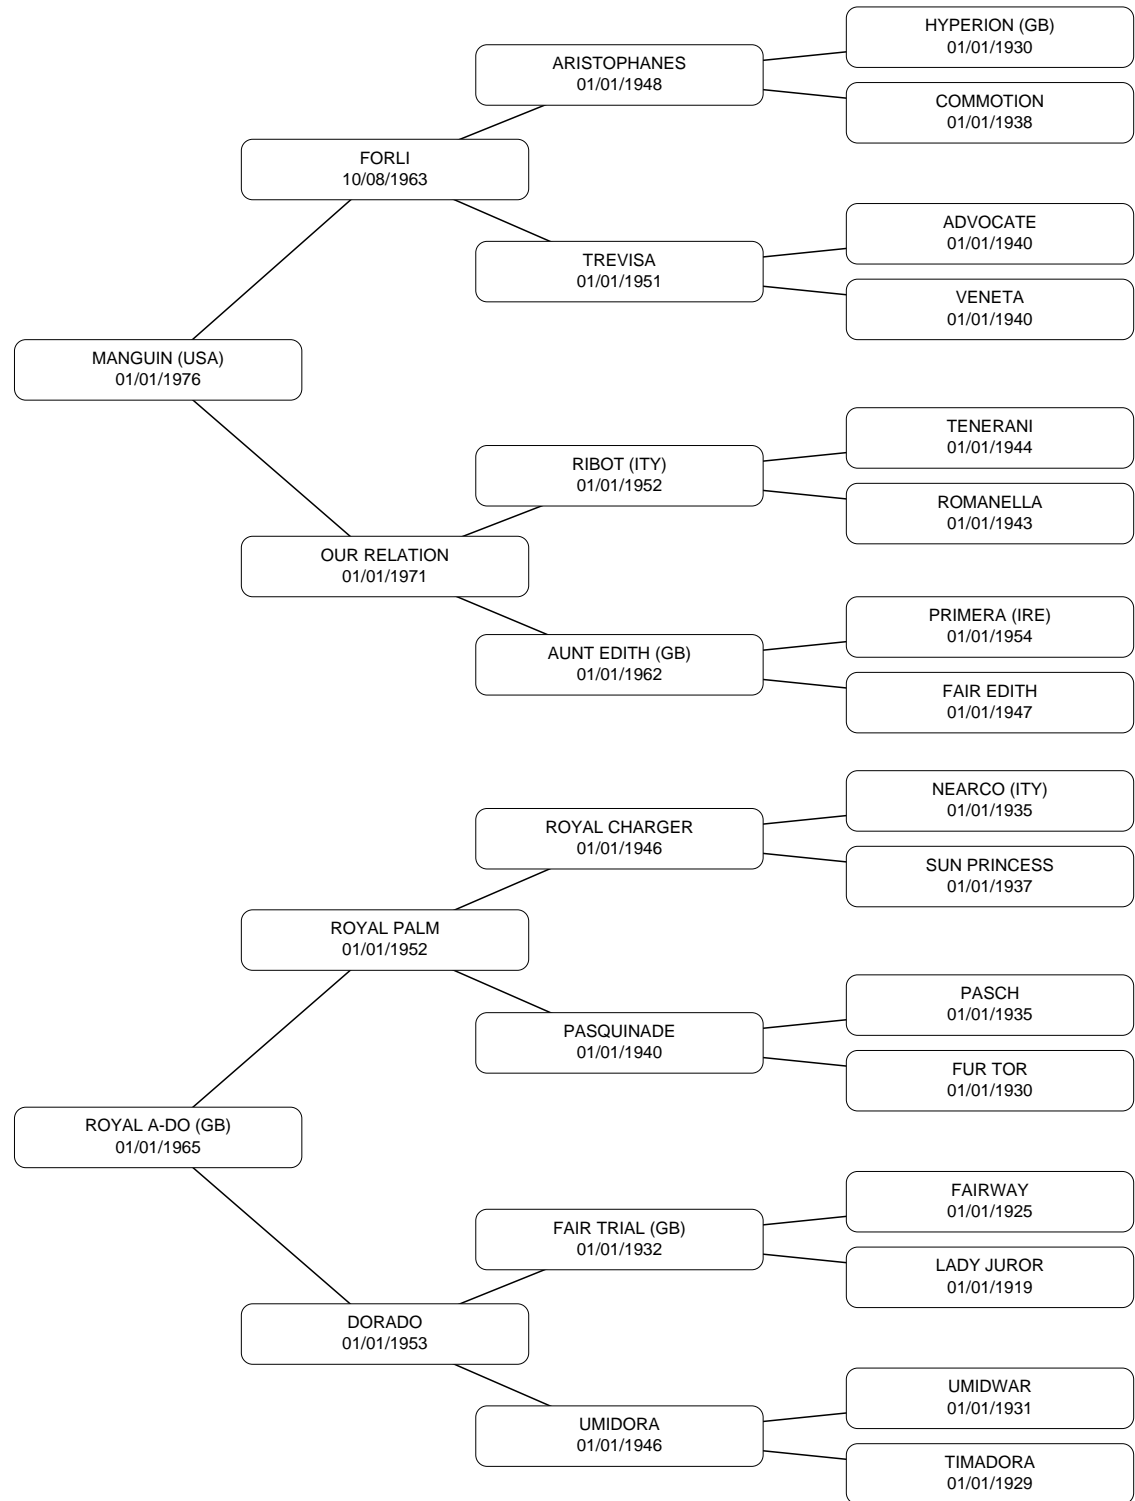 HYPERION (GB)
01/01/1930
ARISTOPHANES
01/01/1948
COMMOTION
01/01/1938
FORLI
10/08/1963
ADVOCATE
01/01/1940
TREVISA
01/01/1951
VENETA
01/01/1940
MANGUIN (USA)
01/01/1976
TENERANI
01/01/1944
RIBOT (ITY)
01/01/1952
ROMANELLA
01/01/1943
OUR RELATION
01/01/1971
PRIMERA (IRE)
01/01/1954
AUNT EDITH (GB)
01/01/1962
FAIR EDITH
01/01/1947
NEARCO (ITY)
01/01/1935
ROYAL CHARGER
01/01/1946
SUN PRINCESS
01/01/1937
ROYAL PALM
01/01/1952
PASCH
01/01/1935
PASQUINADE
01/01/1940
FUR TOR
01/01/1930
ROYAL A-DO (GB)
01/01/1965
FAIRWAY
01/01/1925
FAIR TRIAL (GB)
01/01/1932
LADY JUROR
01/01/1919
DORADO
01/01/1953
UMIDWAR
01/01/1931
UMIDORA
01/01/1946
TIMADORA
01/01/1929